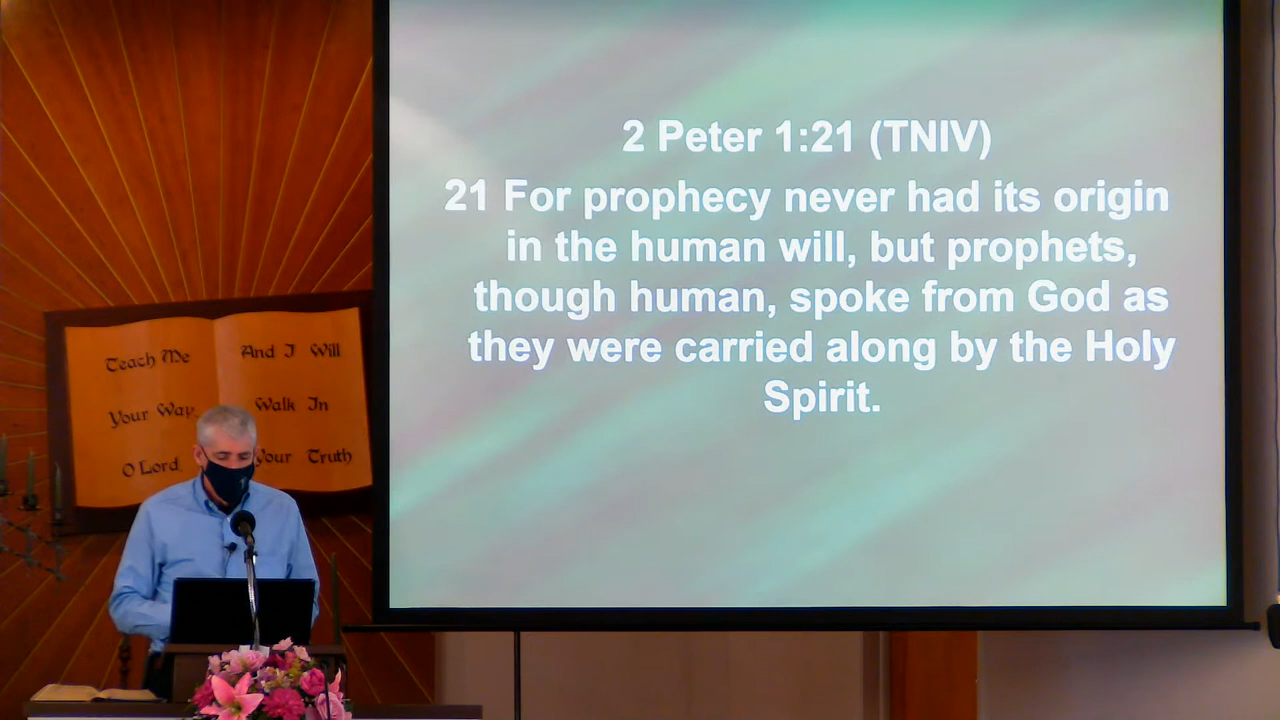 2 Peter 1:21 (TNIV)
21 For prophecy never had its origin
in the human will, but prophets,
though human, spoke from God as
they were carried along by the Holy
Spirit.
Teach Me
Your Way
O Lord
And I Will
Walk In
Your Truth